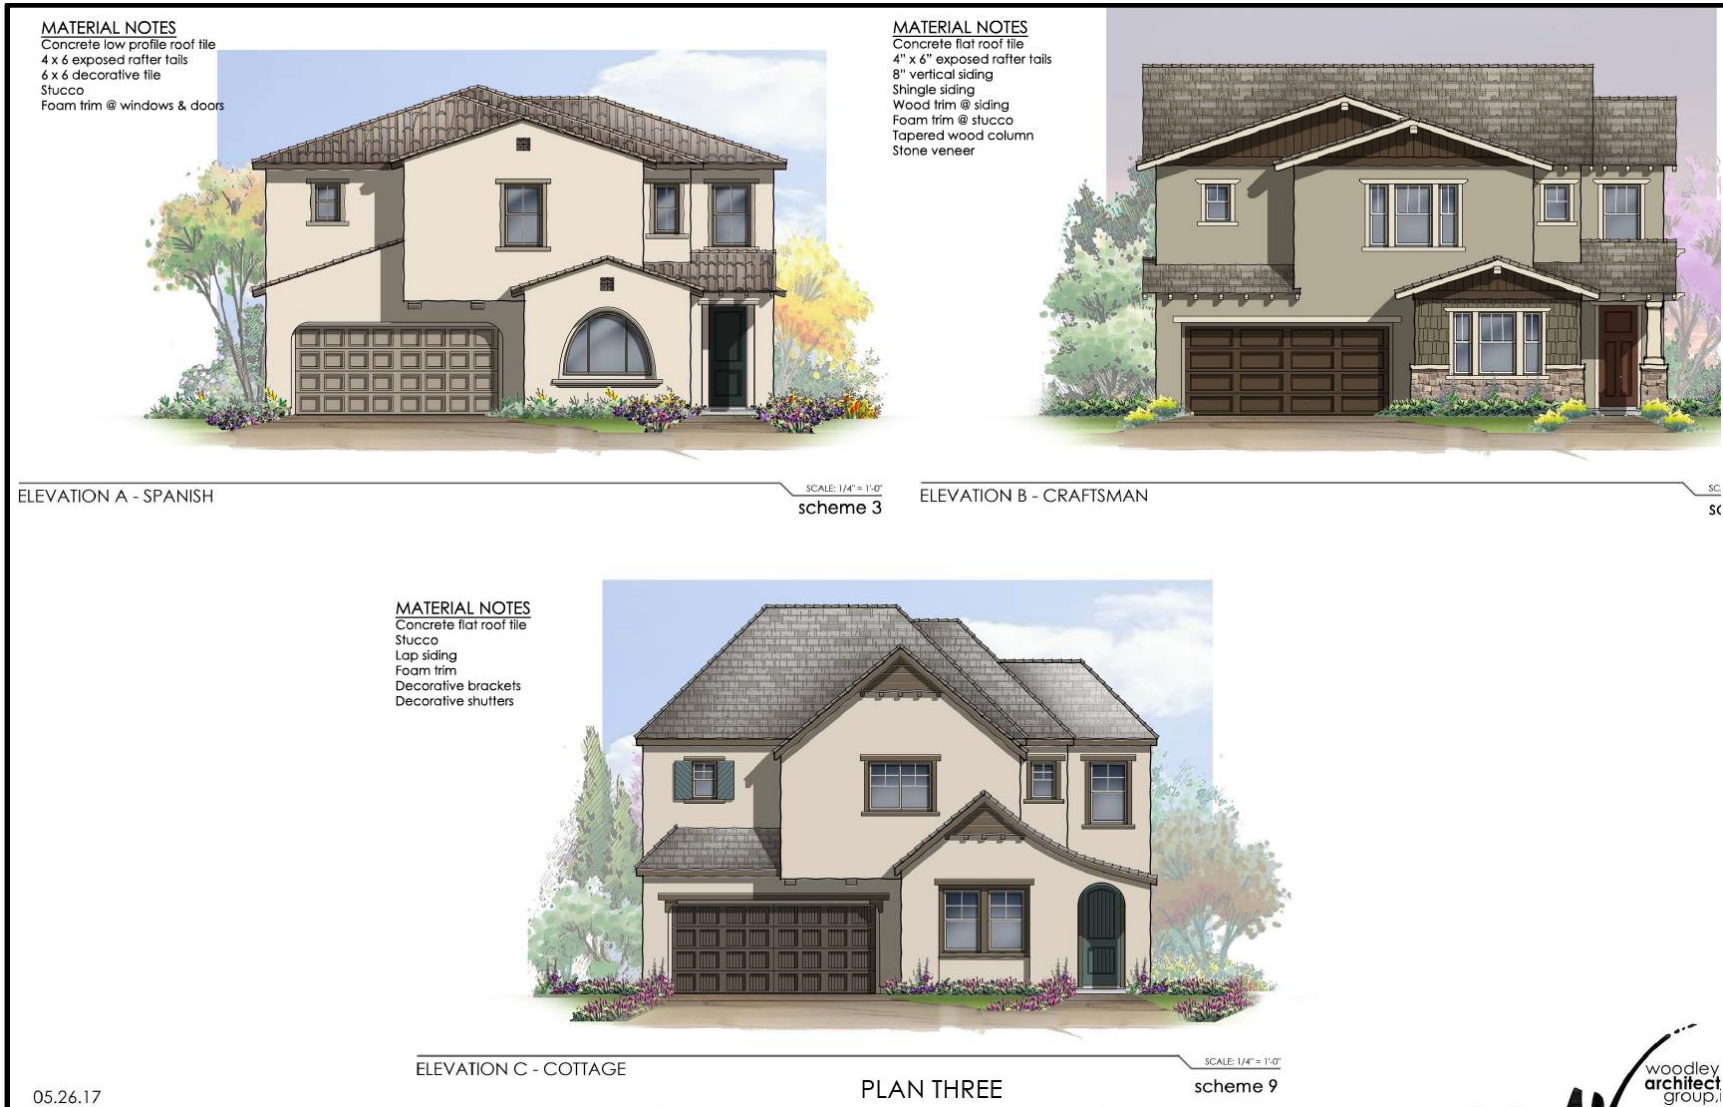 MATERIAL NOTES
Concrete low profile roof tile
4 x 6 exposed rafter tails
6 x 6 decorative tile
Stucco
Foam trim @ windows & doors
MATERIAL NOTES
Concrete flat roof tile
4" x 6" exposed rafter tails
8" vertical siding
Shingle siding
Wood trim @ siding
Foam trim @ stucco
Tapered wood column
Stone veneer
ELEVATION A - SPANISH
SCALE: 1/4" = 1'-0"
scheme 3
ELEVATION B - CRAFTSMAN
MATERIAL NOTES
Concrete flat roof tile
Stucco
Lap siding
Foam trim
Decorative brackets
Decorative shutters
ELEVATION C - COTTAGE
SCALE: 1/4" = 1'-0"
scheme 9
PLAN THREE
05.26.17
woodley
architect
group,